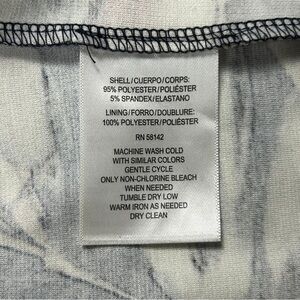 SHELL/CUERPO/CORPS:
95% POLYESTER/POLIÉSTER
5% SPANDEX/ELASTANO
LINING/FORRO/DOUBLURE:
100% POLYESTER/POLIÉSTER
RN 58142
MACHINE WASH COLD
WITH SIMILAR COLORS
GENTLE CYCLE
ONLY NON-CHLORINE BLEACH
WHEN NEEDED
TUMBLE DRY LOW
WARM IRON AS NEEDED
DRY CLEAN